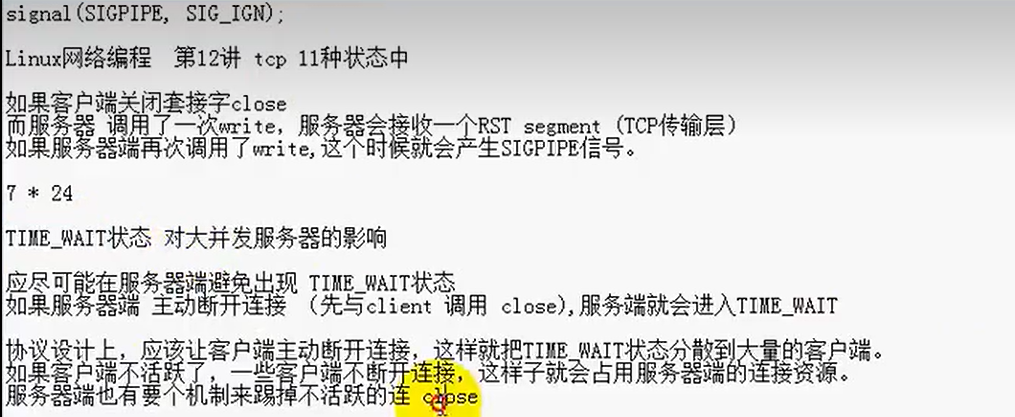 signal(SIGPIPE, SIG_IGN);
Linux网络编程 第12讲 tcp 11种状态中
如果客户端关闭套接字close
而服务器 调用了一次write, 服务器会接收一个RST segment (TCP传输层)
如果服务器端再次调用了write,这个时候就会产生SIGPIPE信号。
7 * 24
TIME_WAIT状态 对大并发服务器的影响
应尽可能在服务器端避免出现 TIME_WAIT状态
如果服务器端 主动断开连接 (先与client 调用 close),服务端就会进入TIME_WAIT
协议设计上, 应该让客户端主动断开连接, 这样就把TIME_WAIT状态分散到大量的客户端。
如果客户端不活跃了, 一些客户端不断开连接, 这样子就会占用服务器端的连接资源。
服务器端也有要个机制来踢掉不活跃的连 close